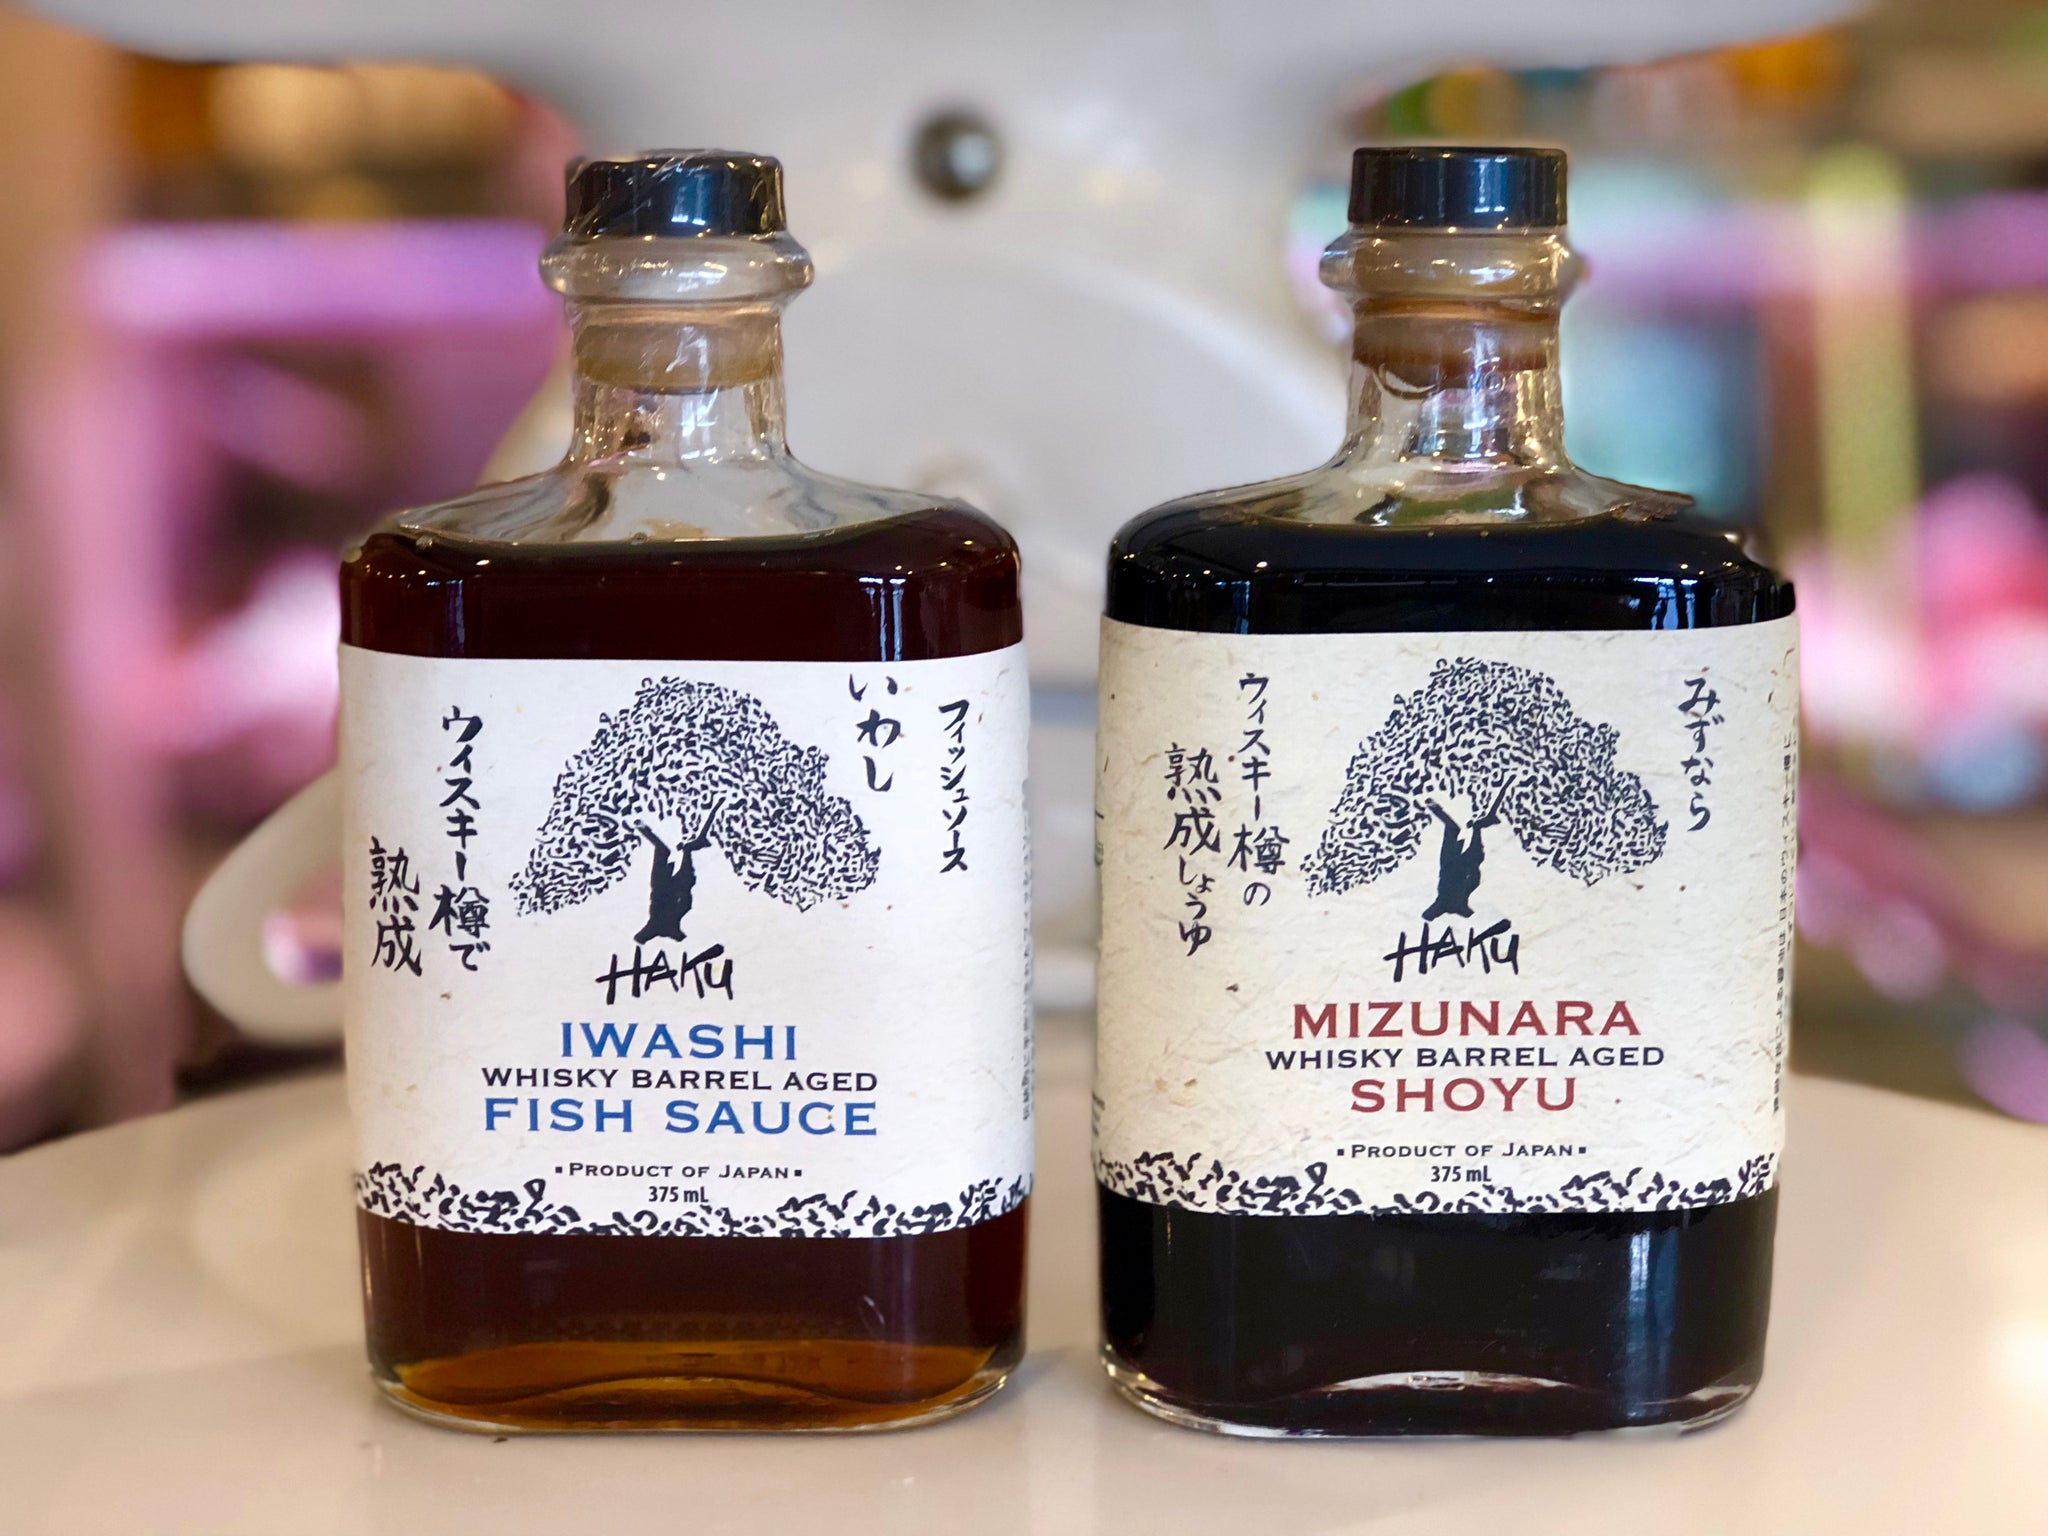 フィッシュソース
いわし
ウィスキー樽で
熟成
HAKU
IWASHI
WHISKY BARREL AGED
FISH SAUCE
▪PRODUCT OF JAPAN▪
375 mL
みずなら
ウィスキー樽の
熟成しょうゆ
HAKU
MIZUNARA
WHISKY BARREL AGED
SHOYU
▪PRODUCT OF JAPAN▪
375 mL